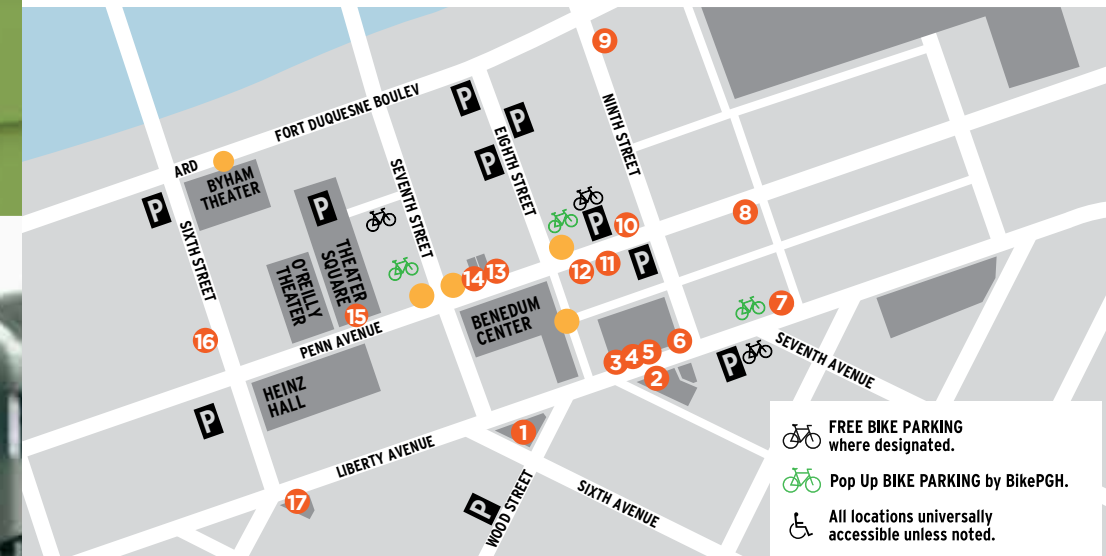 9
P
FORT DUQUESNE BOULEV
ARD
P
NINTH STREET
EIGHTH STREET
P
BYHAM
THEATER
SEVENTH STREET
P
P
P
SIXTH STREET
8
P
10
THEATER
SQUARE
O'REILLY
THEATER
14
13
12
11
P
7
15
BENEDUM
CENTER
16
PENN AVENUE
3
4
5
6
2
P
SEVENTH AVENUE
HEINZ
HALL
P
1
LIBERTY AVENUE
17
P
WOOD STREET
SIXTH AVENUE
FREE BIKE PARKING
where designated.
Pop Up BIKE PARKING by BikePGH.
All locations universally
accessible unless noted.